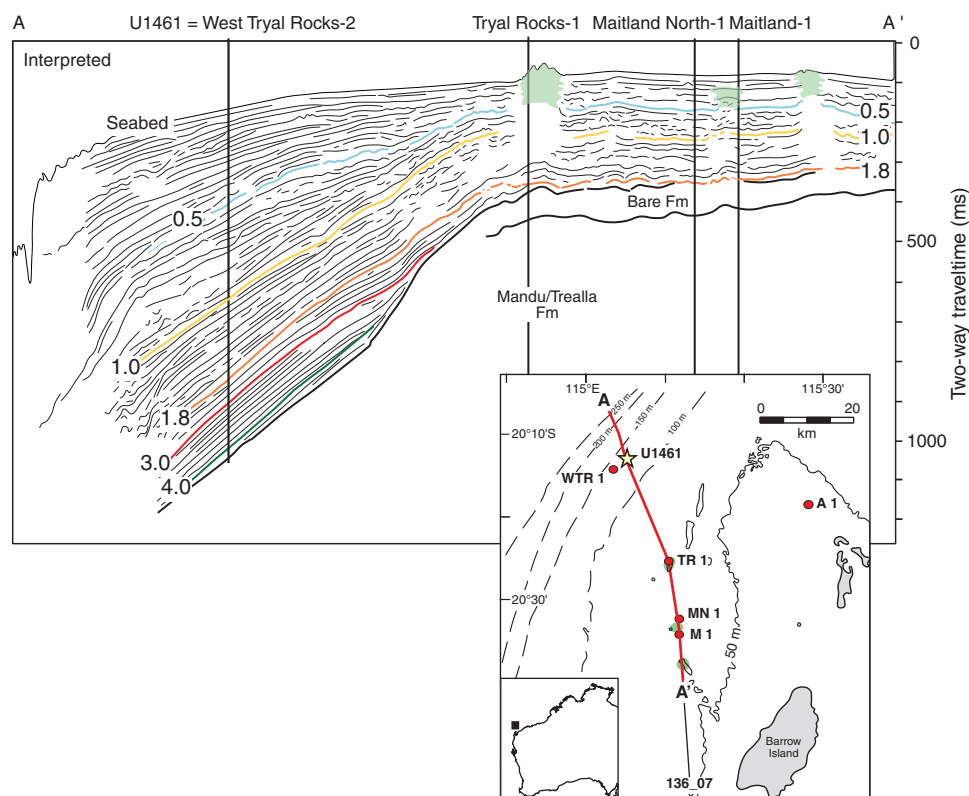 A
U1461 = West Tryal Rocks-2
Tryal Rocks-1
Maitland North-1
Maitland-1
A '
Interpreted
Seabed
0.5
0.5
1.0
1.8
Bare Fm
Mandu/Trealla
Fm
1.0
1.8
3.0
4.0
0
500
1000
Two-way traveltime (ms)
115°E
115°30'
20°10'S
20°30'
A
250 m
200 m
150 m
100 m
0
20
km
U1461
WTR 1
A 1
TR 1
MN 1
M 1
50 m
A'
136_07
Barrow
Island